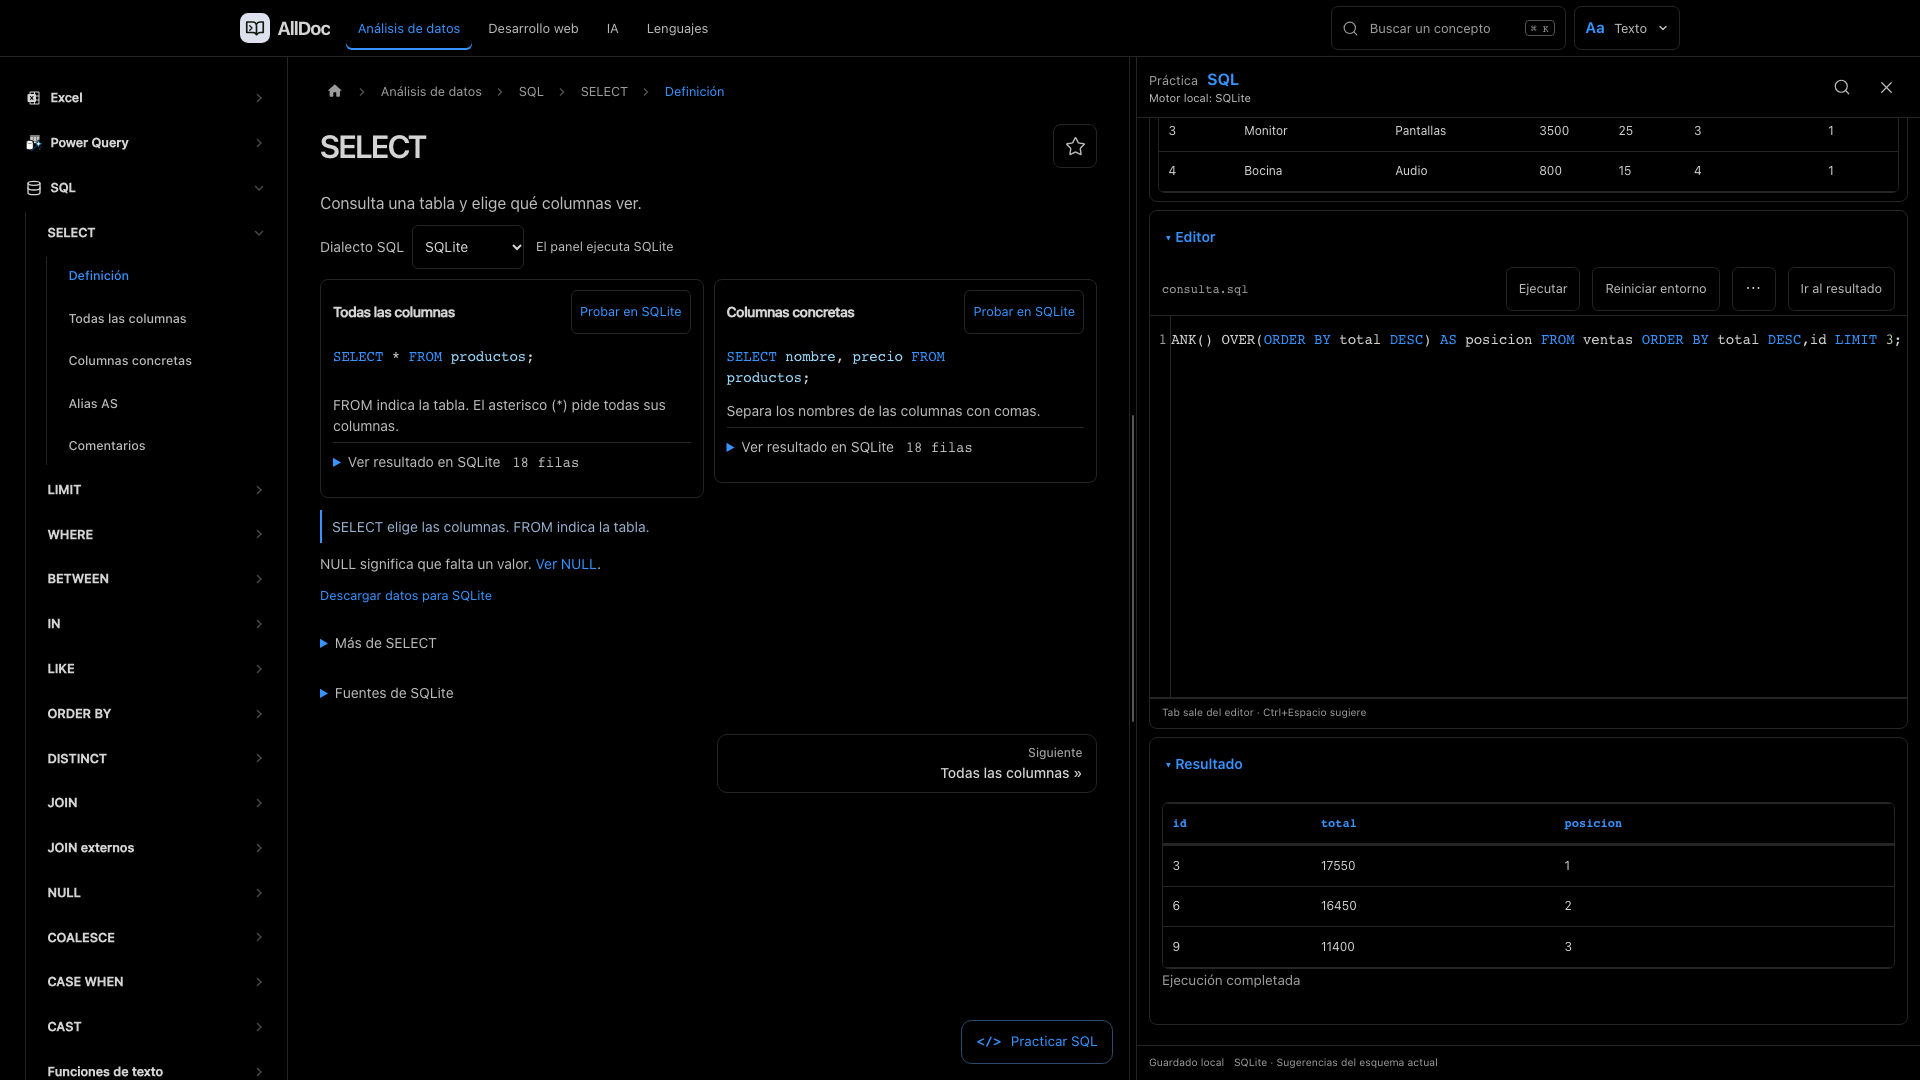 AllDoc
Análisis de datos
Desarrollo web
IA
Lenguajes
Buscar un concepto
⌘ K
Aa Texto
Excel
Power Query
SQL
SELECT
Definición
Todas las columnas
Columnas concretas
Alias AS
Comentarios
LIMIT
WHERE
BETWEEN
IN
LIKE
ORDER BY
DISTINCT
JOIN
JOIN externos
NULL
COALESCE
CASE WHEN
CAST
Funciones de texto
Análisis de datos > SQL > SELECT > Definición
SELECT
Consulta una tabla y elige qué columnas ver.
Dialecto SQL SQLite El panel ejecuta SQLite
Todas las columnas
Probar en SQLite
SELECT * FROM productos;
FROM indica la tabla. El asterisco (*) pide todas sus
columnas.
Ver resultado en SQLite 18 filas
Columnas concretas
Probar en SQLite
SELECT nombre, precio FROM
productos;
Separa los nombres de las columnas con comas.
Ver resultado en SQLite 18 filas
SELECT elige las columnas. FROM indica la tabla.
NULL significa que falta un valor. Ver NULL.
Descargar datos para SQLite
Más de SELECT
Fuentes de SQLite
Siguiente
Todas las columnas »
</> Practicar SQL
Práctica SQL
Motor local: SQLite
3 Monitor Pantallas 3500 25 3 1
4 Bocina Audio 800 15 4 1
Editor
consulta.sql
Ejecutar
Reiniciar entorno
···
Ir al resultado
1 ANK() OVER(ORDER BY total DESC) AS posicion FROM ventas ORDER BY total DESC,id LIMIT 3;
Tab sale del editor · Ctrl+Espacio sugiere
Resultado
id total posicion
3 17550 1
6 16450 2
9 11400 3
Ejecución completada
Guardado local SQLite · Sugerencias del esquema actual